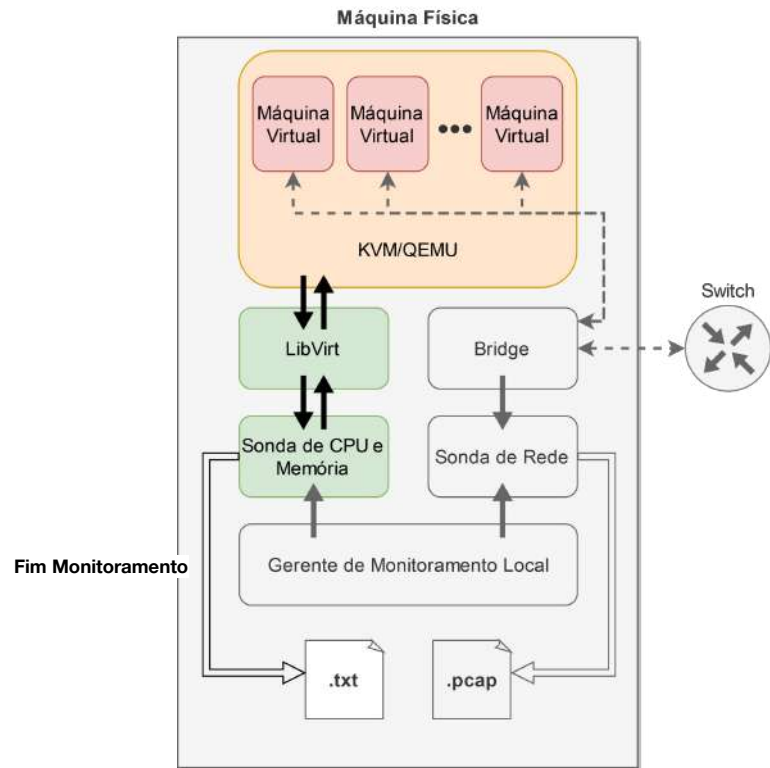 Máquina Física
Máquina
Virtual
Máquina
Virtual
Máquina
Virtual
KVM/QEMU
Switch
LibVirt
Bridge
Sonda de CPU e
Memória
Sonda de Rede
Fim Monitoramento
Gerente de Monitoramento Local
.txt
.pcap